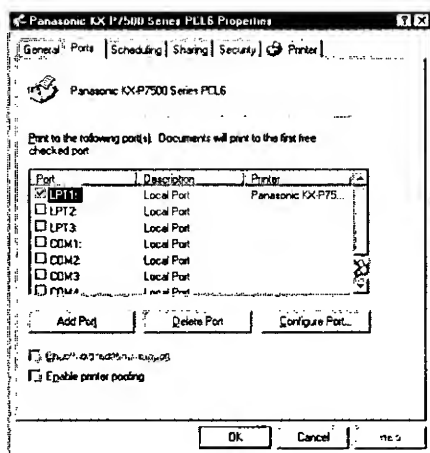 Panasonic KX P7500 Series PCL6 Properties
General Ports Scheduling Sharing Security Printer
Panasonic KX-P7500 Series PCL6
Print to the following port(s). Documents will print to the first free
checked port
Port Description Printer
LPT1: Local Port Panasonic KX-P75...
LPT2 Local Port
LPT3 Local Port
COM1: Local Port
COM2 Local Port
COM3 Local Port
COM4 Local Port
Add Port Delete Port Configure Port...
Enable printer pooling
OK Cancel